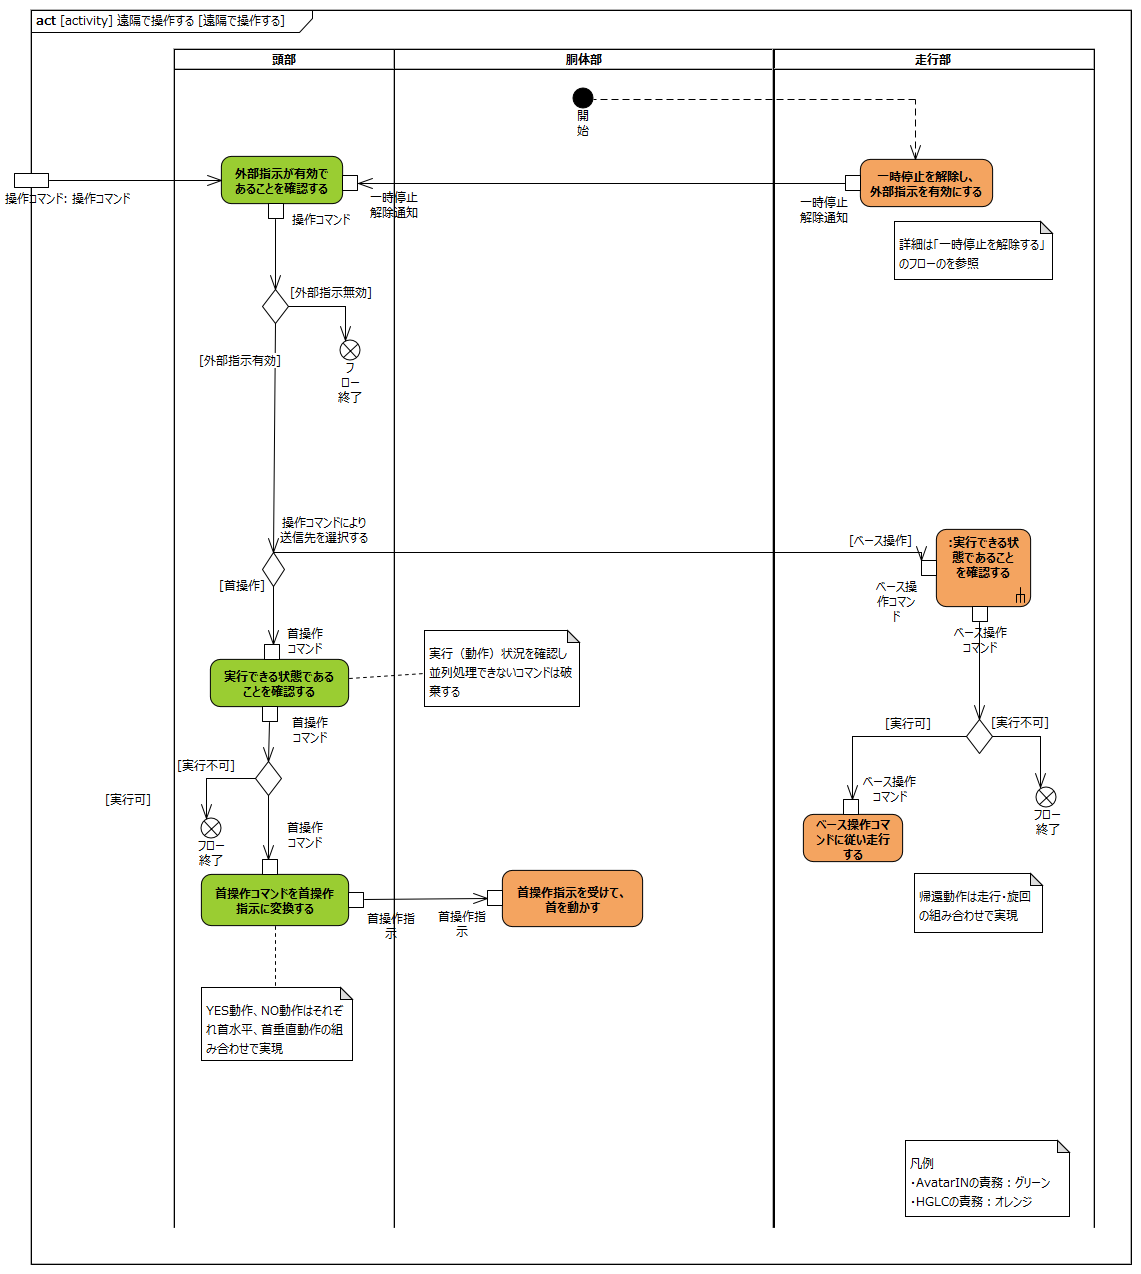 act [activity] 遠隔で操作する [遠隔で操作する]
頭部
胴体部
走行部
開
始
外部指示が有効で
あることを確認する
一時停止を解除し、
外部指示を有効にする
操作コマンド: 操作コマンド
一時停止
解除通知
一時停止
解除通知
操作コマンド
詳細は「一時停止を解除する」
のフローのを参照
[外部指示無効]
[外部指示有効]
フ
ロー
終了
操作コマンドにより
送信先を選択する
[ベース操作]
:実行できる状
態であること
を確認する
[首操作]
ベース操
作コマン
ド
首操作
コマンド
ベース操作
コマンド
実行できる状態である
ことを確認する
実行（動作）状況を確認し
並列処理できないコマンドは破
棄する
首操作
コマンド
[実行可]
[実行不可]
[実行不可]
[実行可]
ベース操作
コマンド
フロー
終了
首操作
コマンド
フロー
終了
ベース操作コマ
ンドに従い走行
する
首操作コマンドを首操作
指示に変換する
首操作指
示
首操作指
示
首操作指示を受けて、
首を動かす
帰還動作は走行・旋回
の組み合わせで実現
YES動作、NO動作はそれぞ
れ首水平、首垂直動作の組
み合わせで実現
凡例
・AvatarINの責務：グリーン
・HGLCの責務：オレンジ